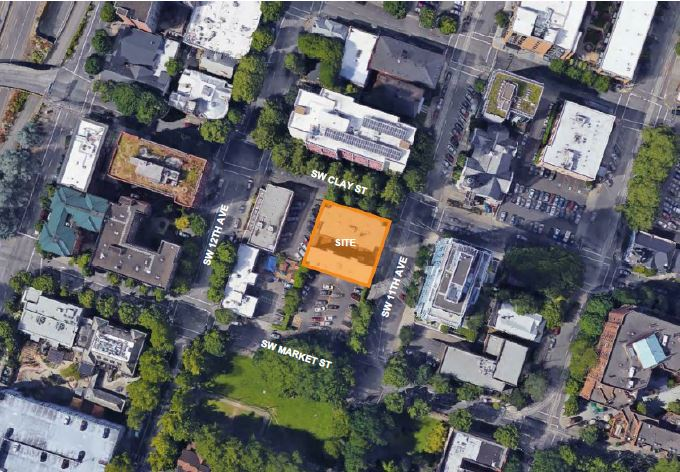 SW CLAY ST
SW 12TH AVE
SITE
SW 11TH AVE
SW MARKET ST